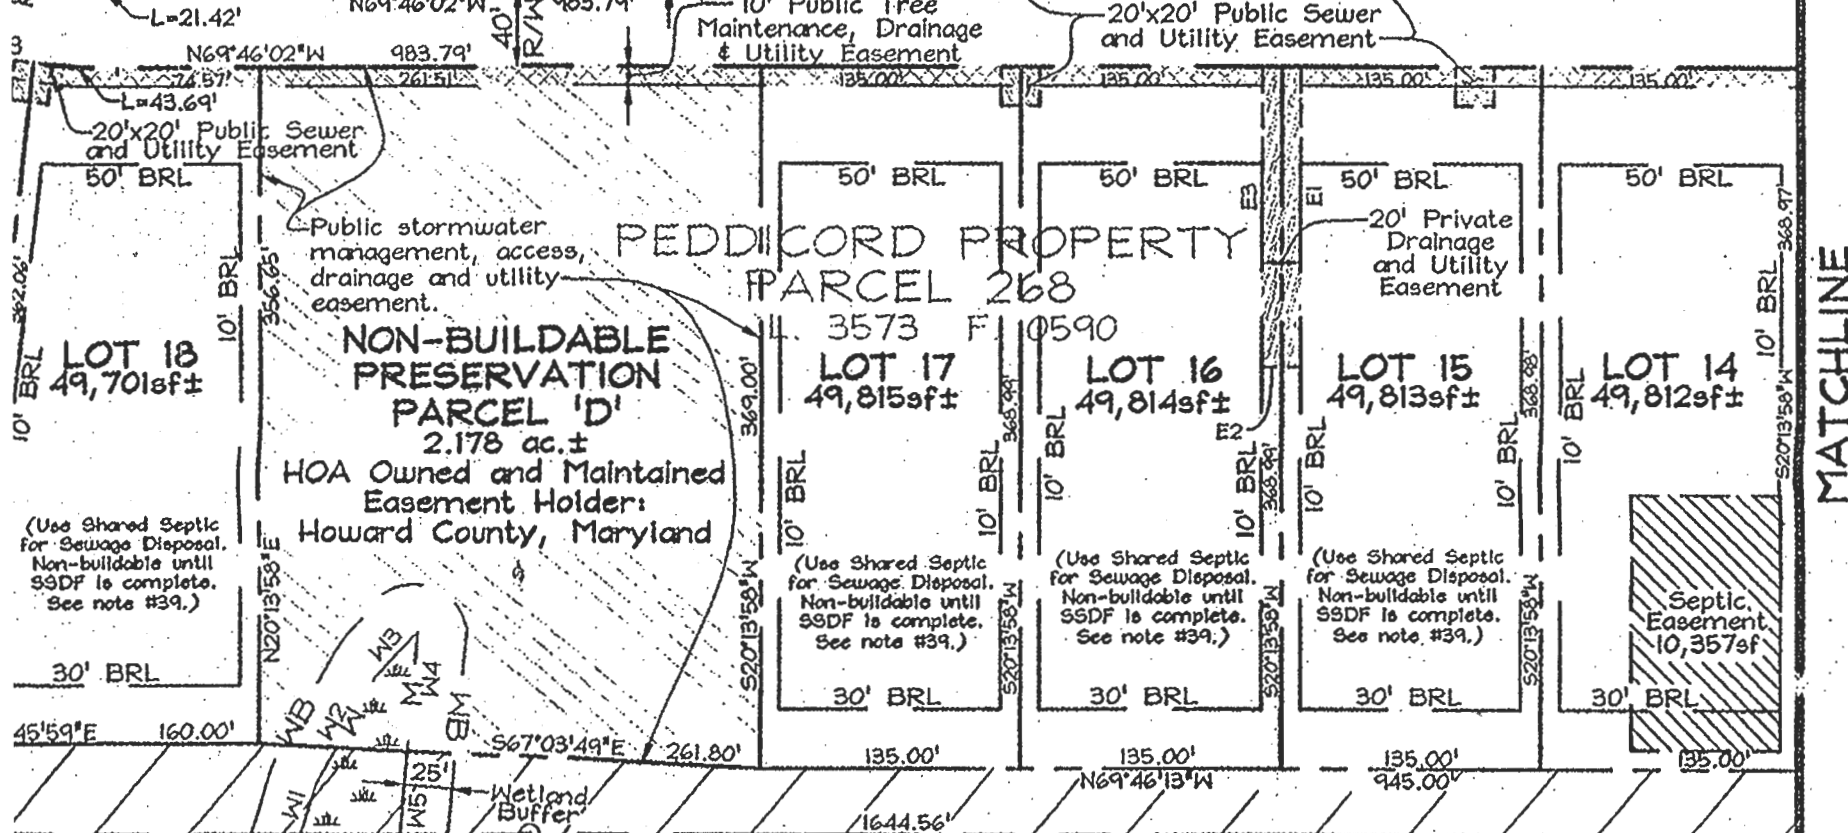 L=21.42'
N69°46'02"W 983.79'
40'
R/W
10' Public Tree
Maintenance, Drainage
& Utility Easement
20'x20' Public Sewer
and Utility Easement
N69°46'02"W 983.79'
74.37'
261.51'
135.00'
135.00'
135.00'
135.00'
L=43.69'
20'x20' Public Sewer
and Utility Easement
50' BRL
50' BRL
50' BRL
50' BRL
50' BRL
E3
E1
Public stormwater
management, access,
drainage and utility
easement.
PEDDICORD PROPERTY
PARCEL 268
L. 3573 F. 0590
20' Private
Drainage
and Utility
Easement
362.06'
10' BRL
10' BRL
356.65'
N20°13'58"E
LOT 18
49,701sf±
NON-BUILDABLE
PRESERVATION
PARCEL 'D'
2.178 ac.±
HOA Owned and Maintained
Easement Holder:
Howard County, Maryland
369.00'
S20°13'58"W
LOT 17
49,815sf±
10' BRL
10' BRL
368.99'
S20°13'58"W
LOT 16
49,814sf±
10' BRL
10' BRL
E2
368.99'
S20°13'58"W
LOT 15
49,813sf±
10' BRL
10' BRL
368.98'
S20°13'58"W
LOT 14
49,812sf±
10' BRL
10' BRL
368.97'
S20°13'58"W
MATCHLINE
(Use Shared Septic
for Sewage Disposal.
Non-buildable until
SSDF is complete.
See note #39.)
(Use Shared Septic
for Sewage Disposal.
Non-buildable until
SSDF is complete.
See note #39.)
(Use Shared Septic
for Sewage Disposal.
Non-buildable until
SSDF is complete.
See note #39.)
(Use Shared Septic
for Sewage Disposal.
Non-buildable until
SSDF is complete.
See note #39.)
Septic
Easement
10,357sf
30' BRL
30' BRL
30' BRL
30' BRL
30' BRL
WB
W2
W3
W4
WB
W1
W5
45'59"E 160.00'
S67°03'49"E 261.80'
135.00'
135.00'
135.00'
135.00'
N69°46'13"W 945.00'
25'
Wetland
Buffer
1644.56'